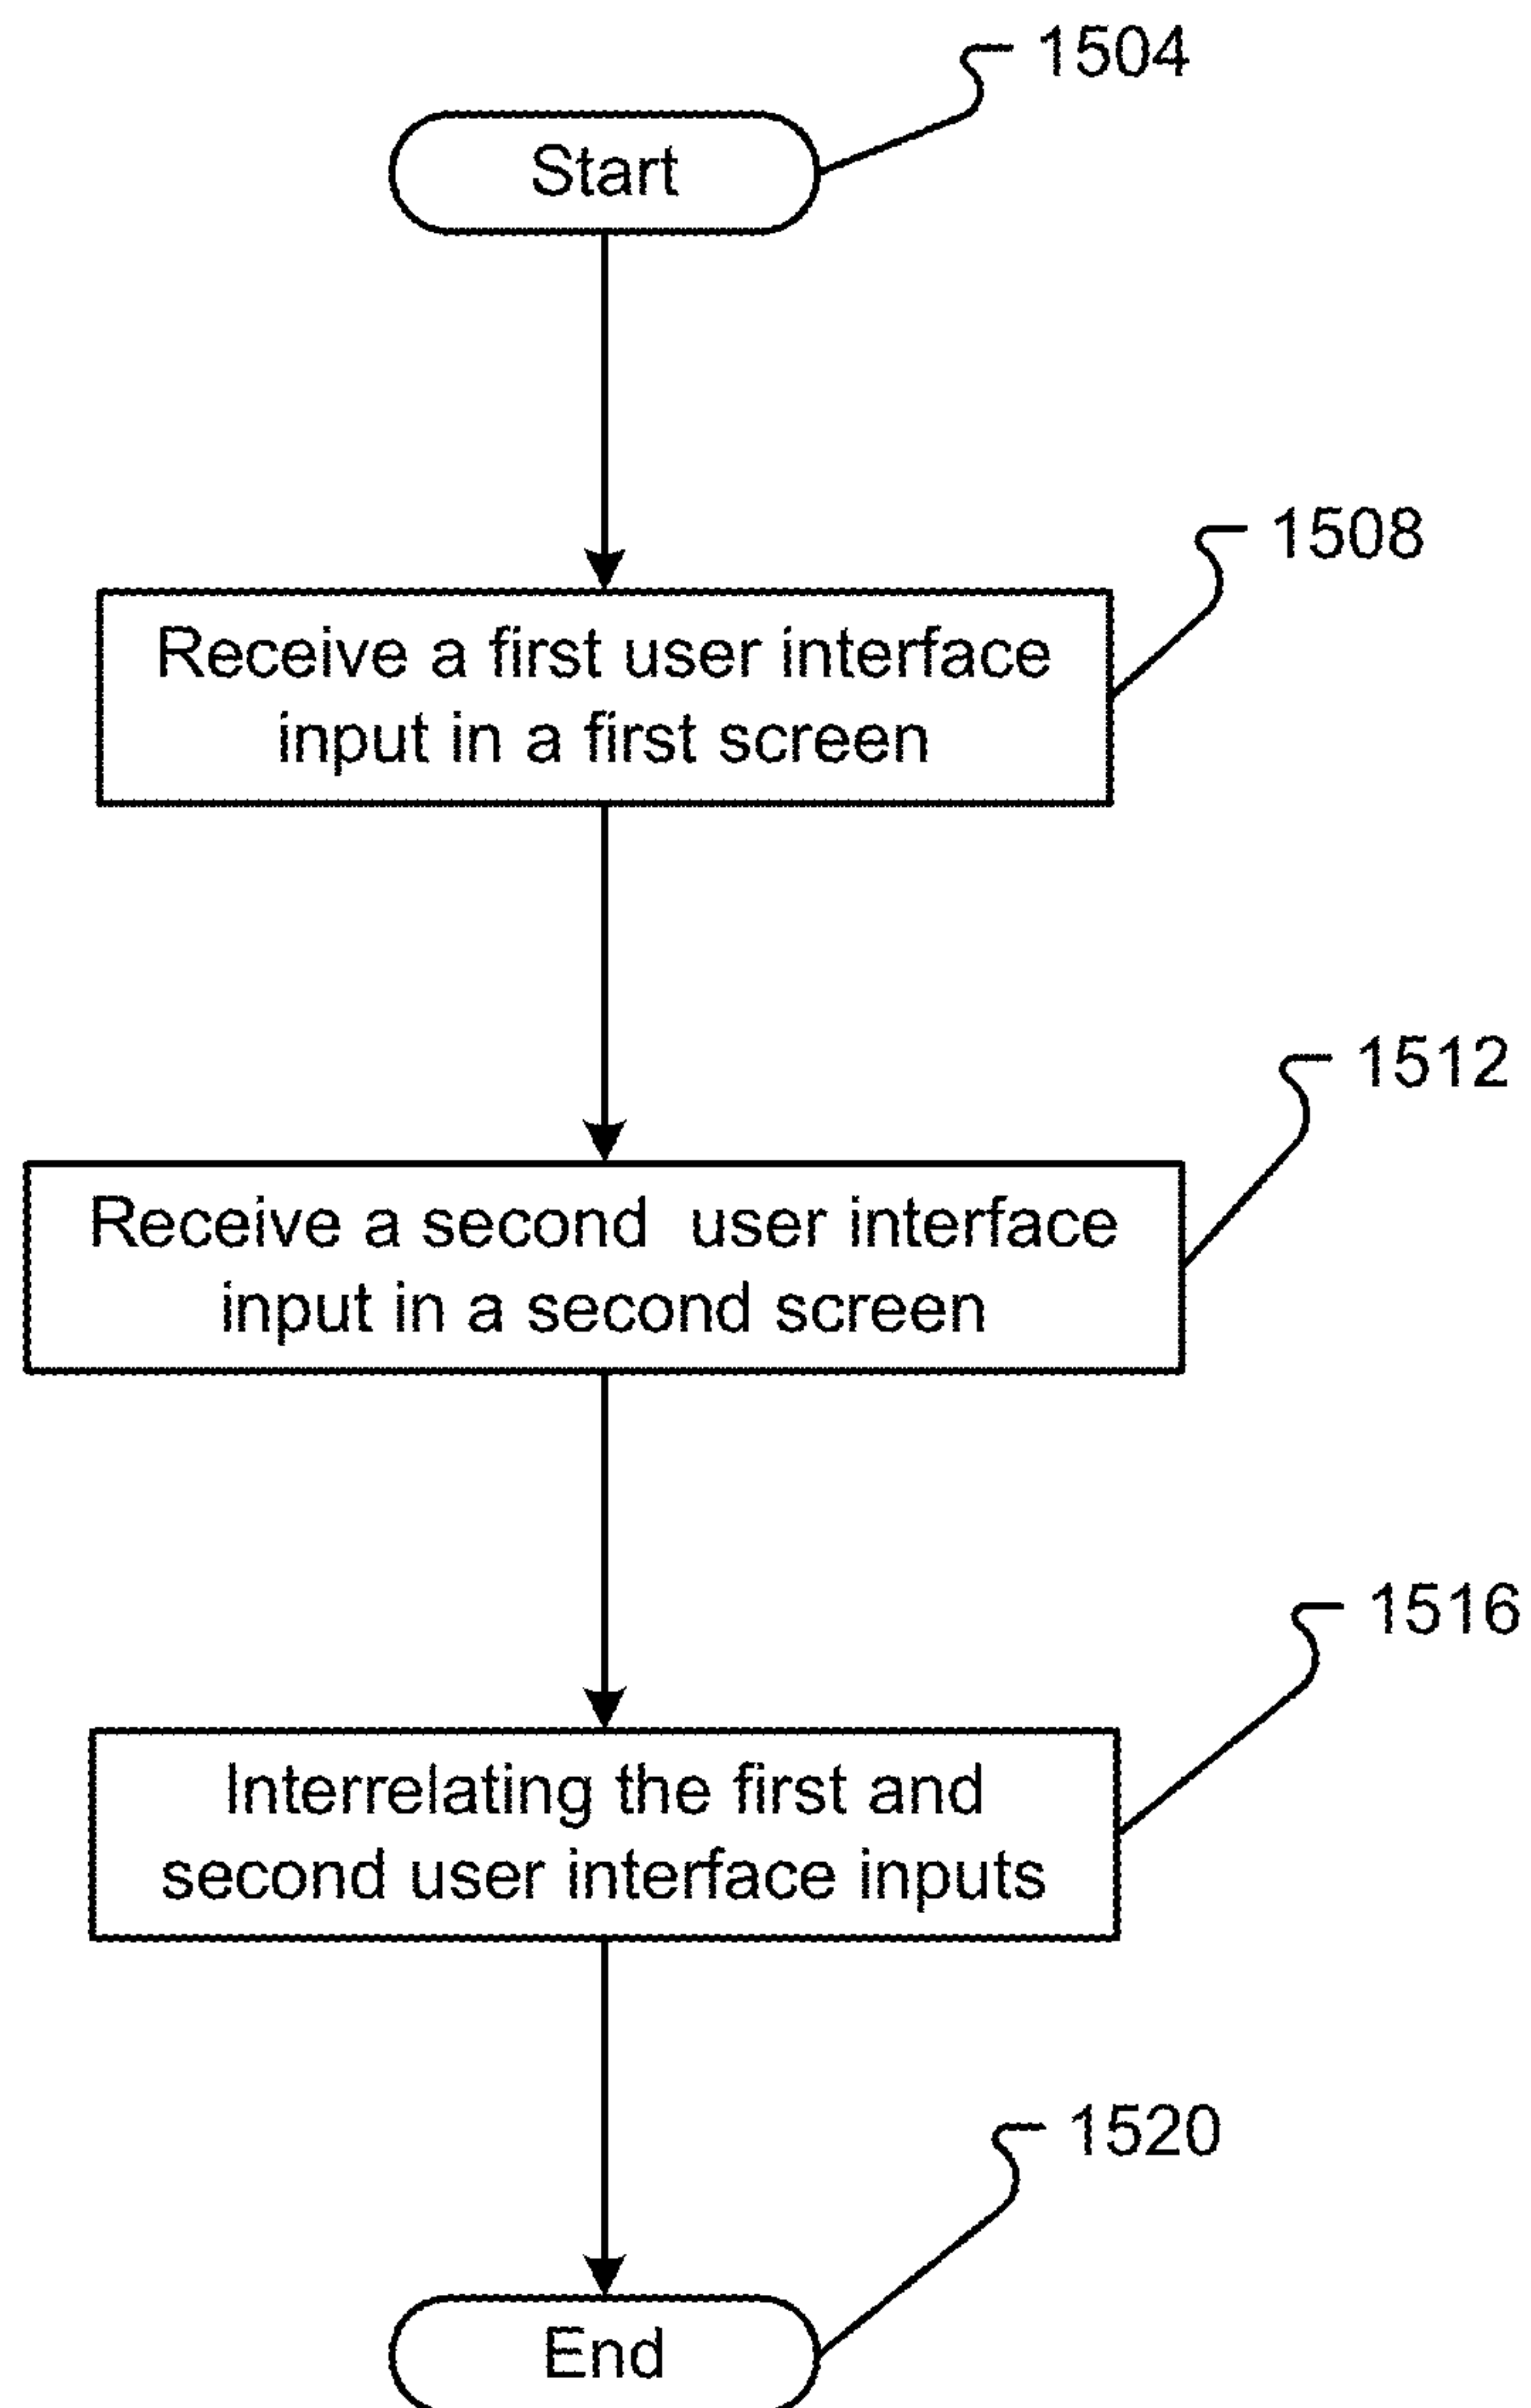 1504
Start
1508
Receive a first user interface
input in a first screen
1512
Receive a second  user interface
input in a second screen
1516
Interrelating the first and
second user interface inputs
1520
End